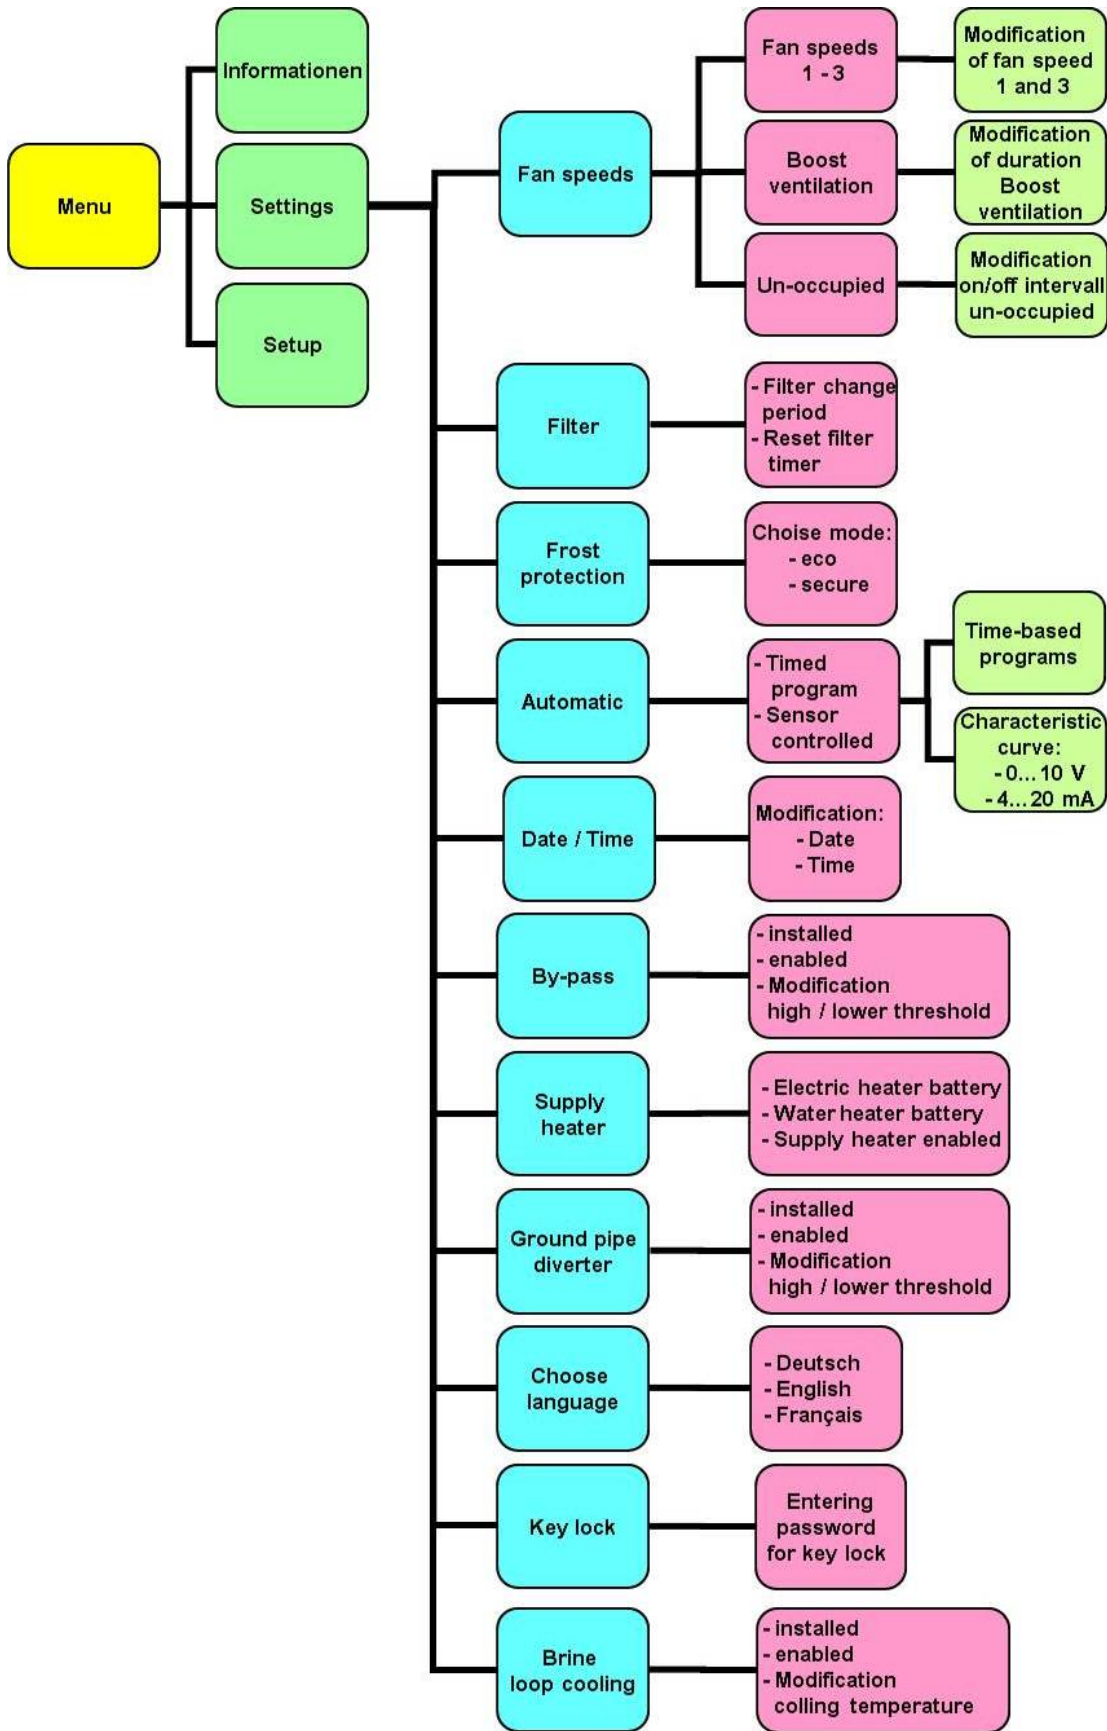 Menu
Informationen
Settings
Setup
Fan speeds
Fan speeds
1 - 3
Modification
of fan speed
1 and 3
Boost
ventilation
Modification
of duration
Boost
ventilation
Un-occupied
Modification
on/off intervall
un-occupied
Filter
- Filter change
period
- Reset filter
timer
Frost
protection
Choise mode:
- eco
- secure
Automatic
- Timed
program
- Sensor
controlled
Time-based
programs
Characteristic
curve:
- 0... 10 V
- 4... 20 mA
Date / Time
Modification:
- Date
- Time
By-pass
- installed
- enabled
- Modification
high / lower threshold
Supply
heater
- Electric heater battery
- Water heater battery
- Supply heater enabled
Ground pipe
diverter
- installed
- enabled
- Modification
high / lower threshold
Choose
language
- Deutsch
- English
- Français
Key lock
Entering
password
for key lock
Brine
loop cooling
- installed
- enabled
- Modification
colling temperature